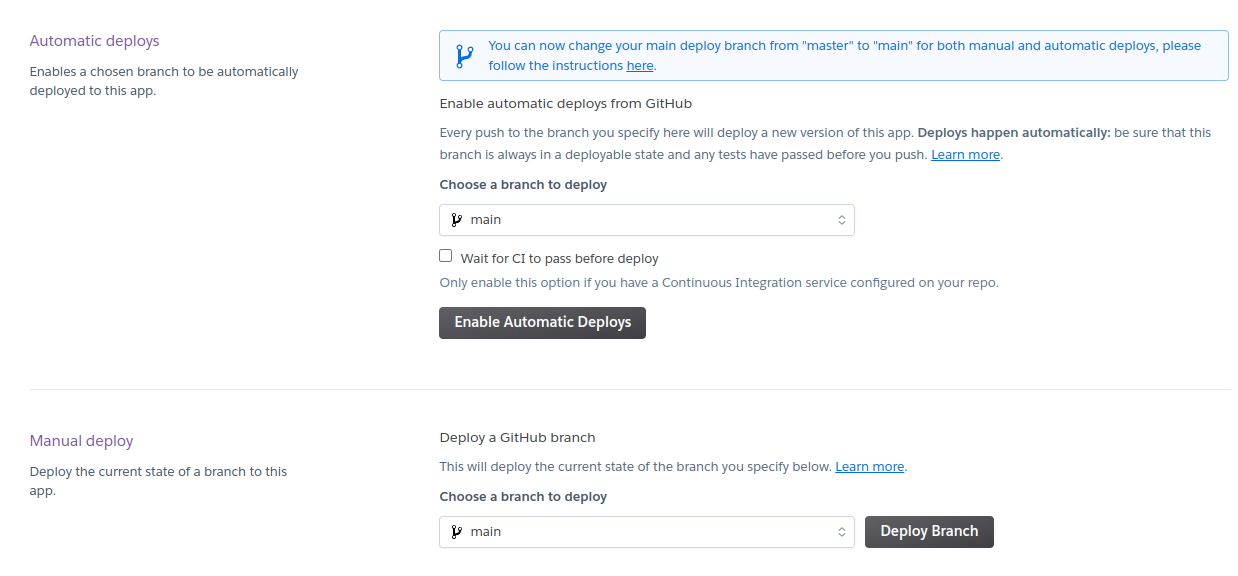 Automatic deploys
Enables a chosen branch to be automatically
deployed to this app.
You can now change your main deploy branch from "master" to "main" for both manual and automatic deploys, please
follow the instructions here.
Enable automatic deploys from GitHub
Every push to the branch you specify here will deploy a new version of this app. Deploys happen automatically: be sure that this
branch is always in a deployable state and any tests have passed before you push. Learn more.
Choose a branch to deploy
main
Wait for CI to pass before deploy
Only enable this option if you have a Continuous Integration service configured on your repo.
Enable Automatic Deploys
Manual deploy
Deploy the current state of a branch to this
app.
Deploy a GitHub branch
This will deploy the current state of the branch you specify below. Learn more.
Choose a branch to deploy
main
Deploy Branch